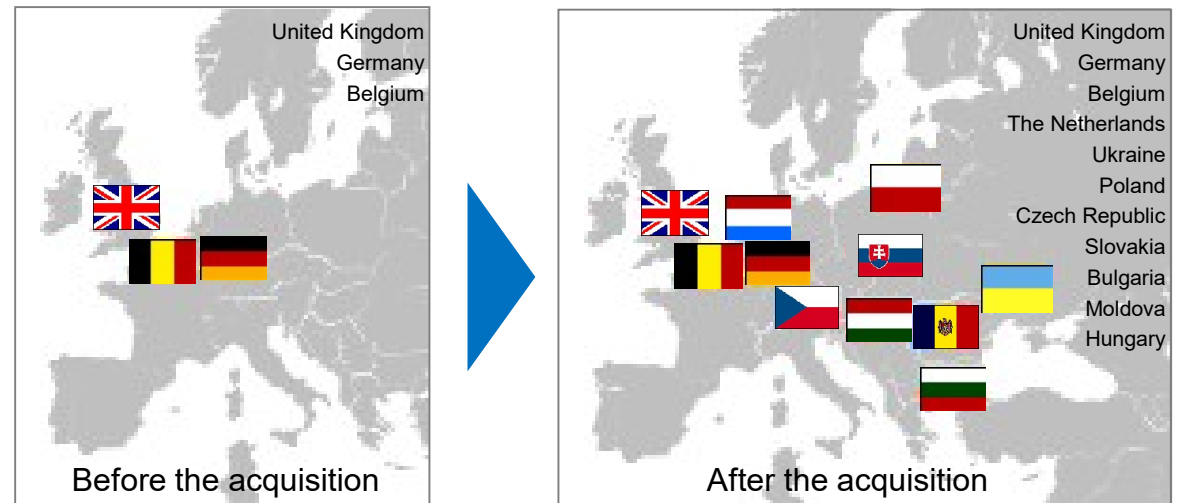 United Kingdom
Germany
Belgium
Before the acquisition
United Kingdom
Germany
Belgium
The Netherlands
Ukraine
Poland
Czech Republic
Slovakia
Bulgaria
Moldova
Hungary
After the acquisition